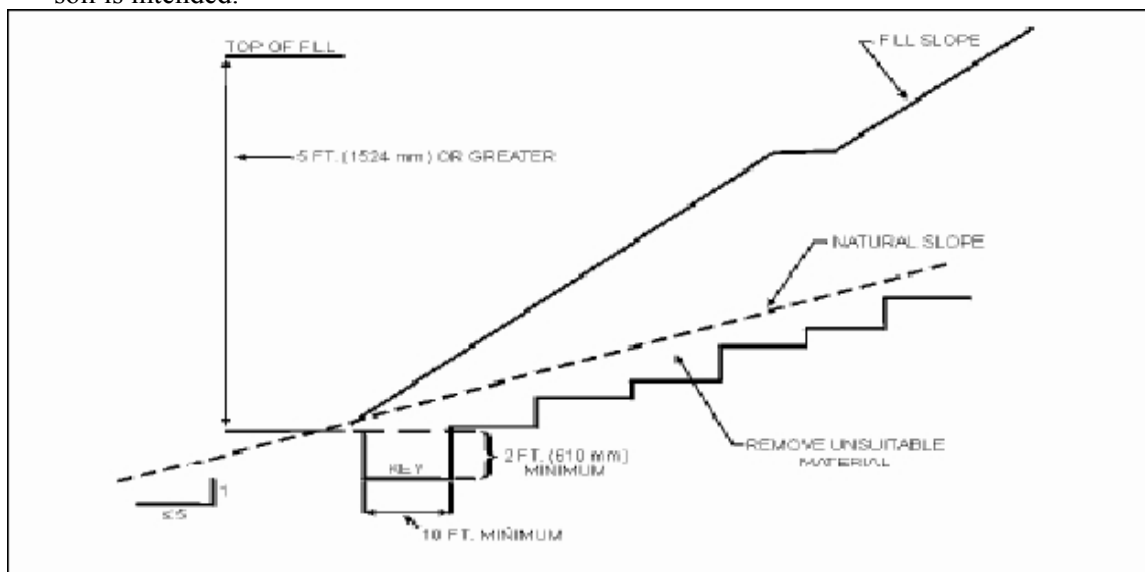 soil is intended.
TOP OF FILL
FILL SLOPE
5 FT. (1524 mm) OR GREATER
NATURAL SLOPE
2 FT. (610 mm)
MINIMUM
KEY
REMOVE UNSUITABLE
MATERIAL
1
≤ 5
10 FT. MINIMUM